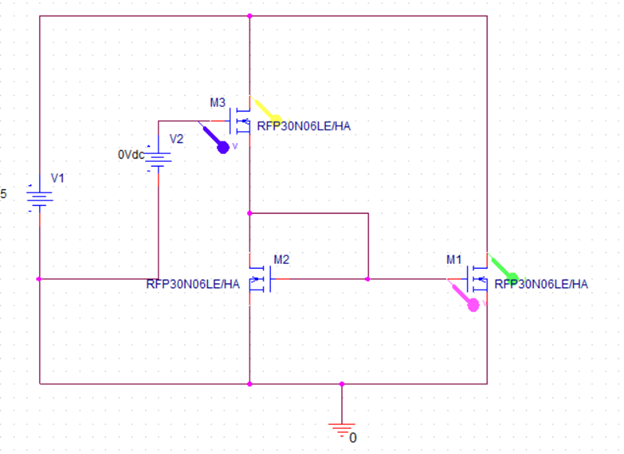 M3
RFP30N06LE/HA
V2
0Vdc
V
V1
5
M2
M1
RFP30N06LE/HA
RFP30N06LE/HA
0